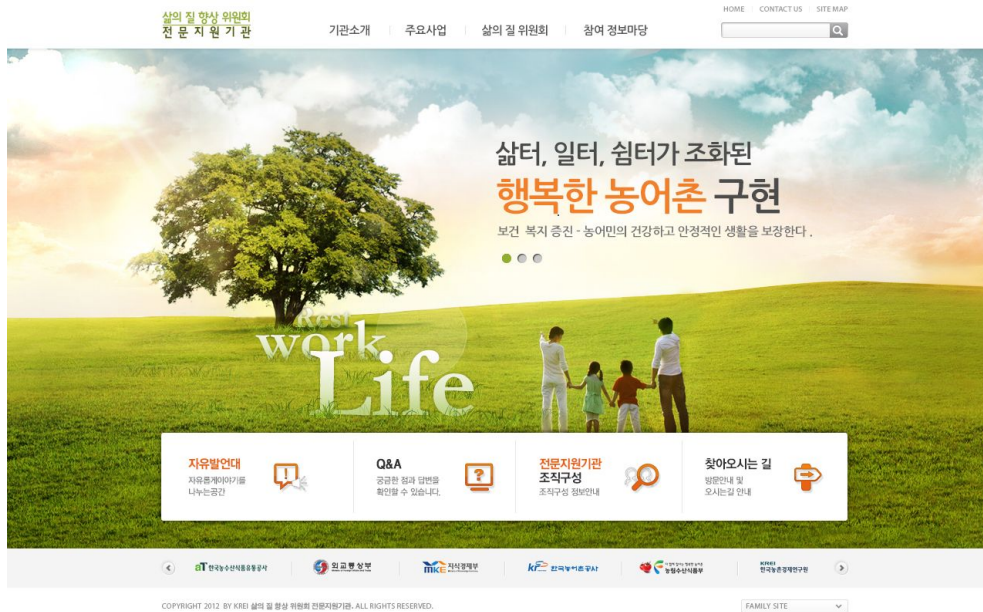 HOME CONTACT US SITE MAP
삶의 질 향상 위원회
전 문 지 원 기 관
기관소개 주요사업 삶의 질 위원회 참여 정보마당
삶터, 일터, 쉼터가 조화된
행복한 농어촌 구현
보건 복지 증진 - 농어민의 건강하고 안정적인 생활을 보장한다 .
Rest
work
Life
자유발언대
자유롭게이야기를
나누는공간
Q&A
궁금한 점과 답변을
확인할 수 있습니다.
전문지원기관
조직구성
조직구성 정보안내
찾아오시는 길
방문안내 및
오시는길 안내
aT 한국농수산식품유통공사 외교통상부 MKE 지식경제부 한국농어촌공사 농림수산식품부 KREI 한국농촌경제연구원
COPYRIGHT 2012 BY KREI 삶의 질 향상 위원회 전문지원기관. ALL RIGHTS RESERVED.
FAMILY SITE